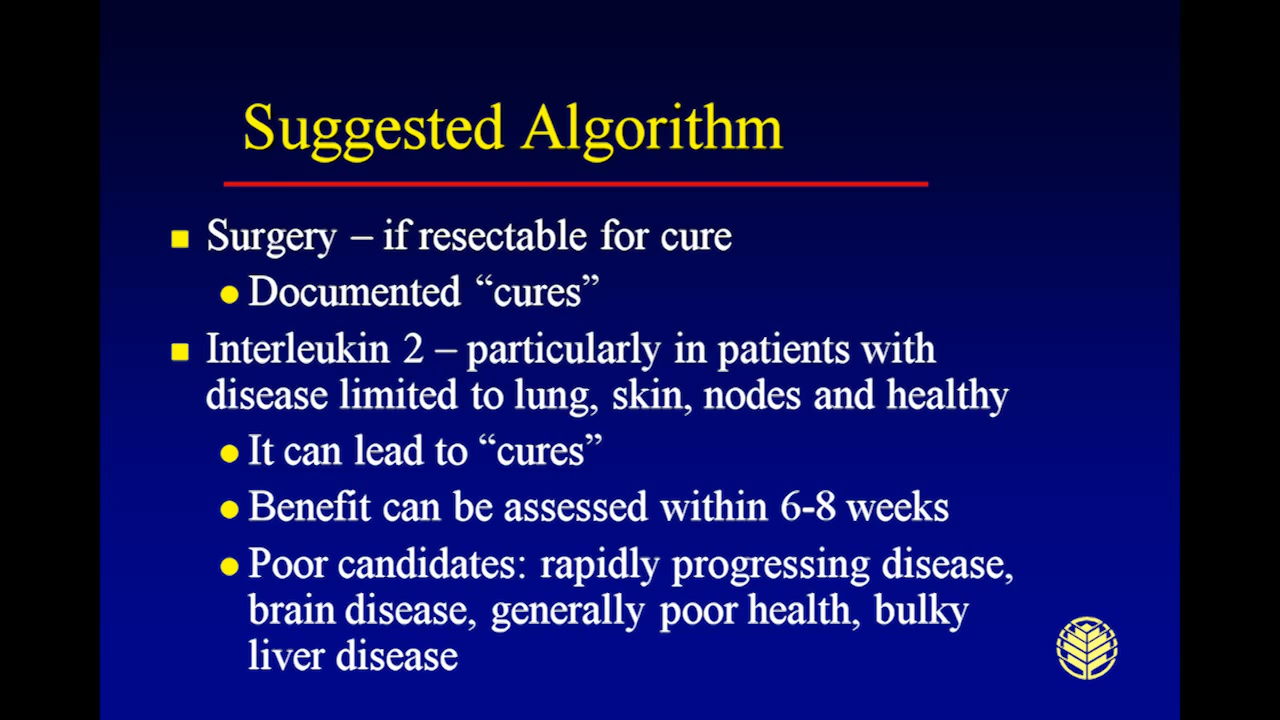 Suggested Algorithm
Surgery – if resectable for cure
Documented “cures”
Interleukin 2 – particularly in patients with
disease limited to lung, skin, nodes and healthy
It can lead to “cures”
Benefit can be assessed within 6-8 weeks
Poor candidates: rapidly progressing disease,
brain disease, generally poor health, bulky
liver disease